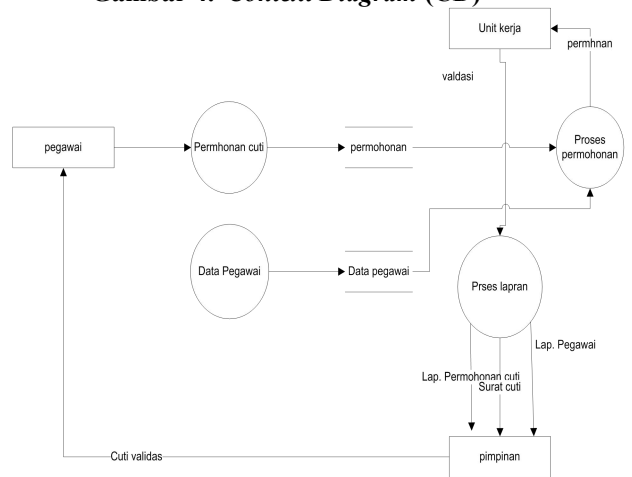 Gambar 4. Context Diagram (CD)
Unit kerja
permhnan
valdasi
pegawai
Permhonan cuti
permohonan
Proses
permohonan
Data Pegawai
Data pegawai
Prses lapran
Lap. Pegawai
Lap. Permohonan cuti
Surat cuti
Cuti validas
pimpinan